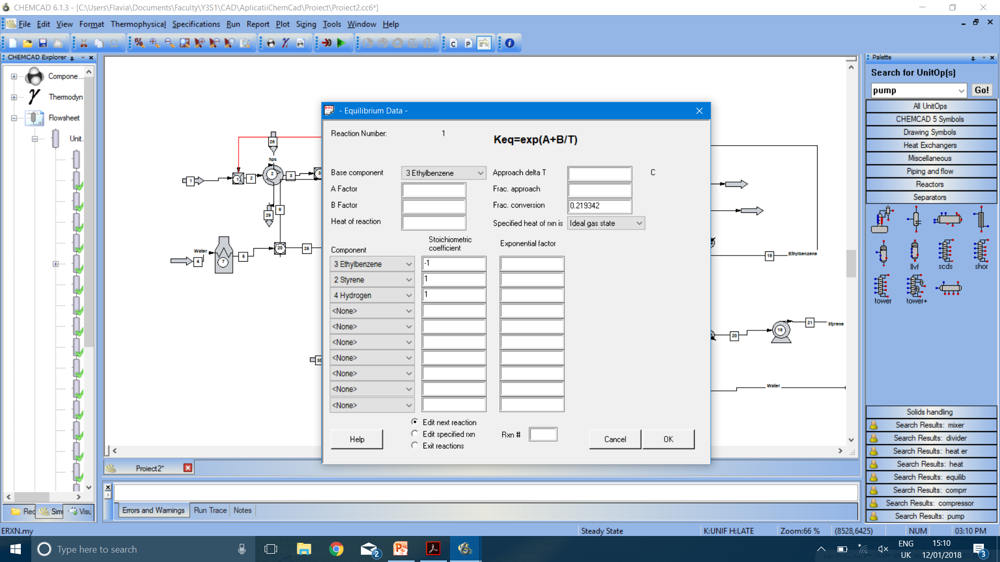 CHEMCAD 6.1.3 - [C:\Users\Flavia\Documents\Faculty\Y3S1\CAD\AplicatiiChemCad\Proiect\Proiect2.cc6*]
File Edit View Format Thermophysical Specifications Run Report Plot Sizing Tools Window Help
CHEMCAD Explorer
Compone...
Thermodyn
Flowsheet
Unit.
Rec Simu Visu
- Equilibrium Data -
Reaction Number: 1
Keq=exp(A+B/T)
Base component 3 Ethylbenzene Approach delta T C
A Factor Frac. approach
B Factor Frac. conversion 0.219342
Heat of reaction Specified heat of rxn is Ideal gas state
Component Stoichiometric coefficient Exponential factor
3 Ethylbenzene -1
2 Styrene 1
4 Hydrogen 1
<None>
<None>
<None>
<None>
<None>
<None>
<None>
Edit next reaction
Edit specified rxn
Exit reactions
Rxn #
Help Cancel OK
26
hps
1 1 2 2 3
29 6
Water
4 7 5 20 25
19 Ethylbenzene
20 16 21 Styrene
Water
Palette
Search for UnitOp(s)
pump Go!
All UnitOps
CHEMCAD 5 Symbols
Drawing Symbols
Heat Exchangers
Miscellaneous
Piping and flow
Reactors
Separators
llvf scds shor
tower tower+
Solids handling
Search Results: mixer
Search Results: divider
Search Results: heat er
Search Results: heat
Search Results: equilib
Search Results: comprr
Search Results: compressor
Search Results: pump
Proiect2*
Errors and Warnings Run Trace Notes
ERXN.my Steady State K:UNIF H:LATE Zoom:66 % (8528,6425) NUM 03:10 PM
Type here to search
2
ENG
UK
15:10
12/01/2018
3